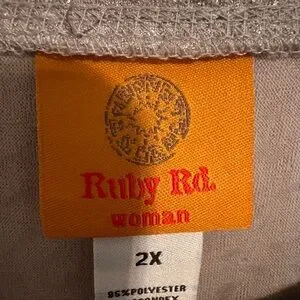 Ruby Rd.
woman
2X
95%POLYESTER